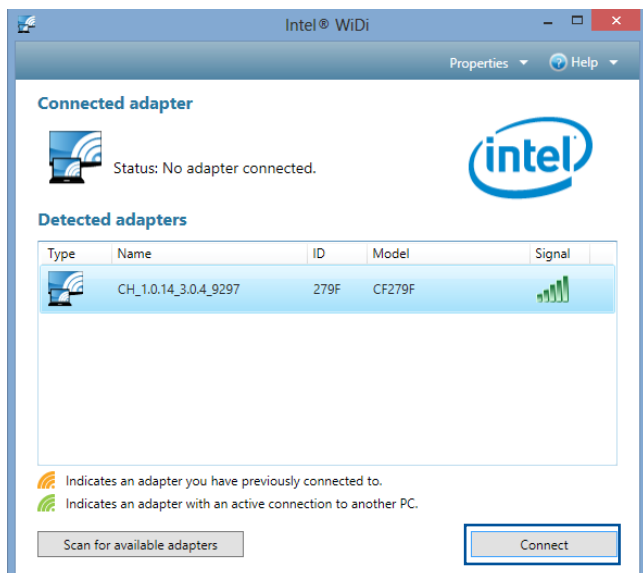 Intel® WiDi
Properties Help
Connected adapter
Status: No adapter connected.
intel
Detected adapters
Type Name ID Model Signal
CH_1.0.14_3.0.4_9297 279F CF279F
Indicates an adapter you have previously connected to.
Indicates an adapter with an active connection to another PC.
Scan for available adapters Connect